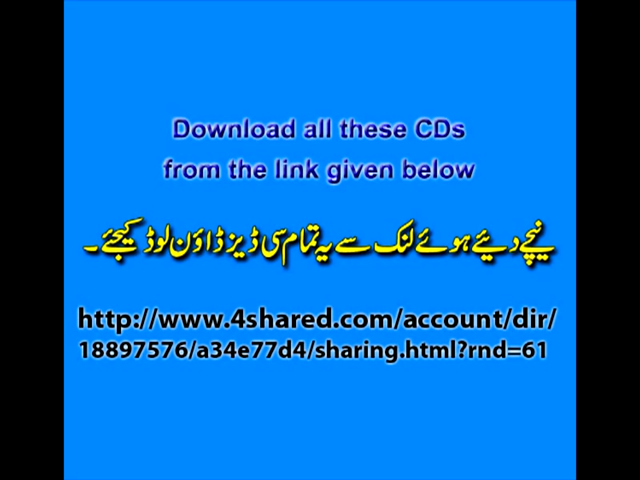 Download all these CDs
from the link given below
نیچے دیئے ہوئے لنک سے یہ تمام سی ڈیز ڈاؤن لوڈ کیجئے۔
http://www.4shared.com/account/dir/
18897576/a34e77d4/sharing.html?rnd=61